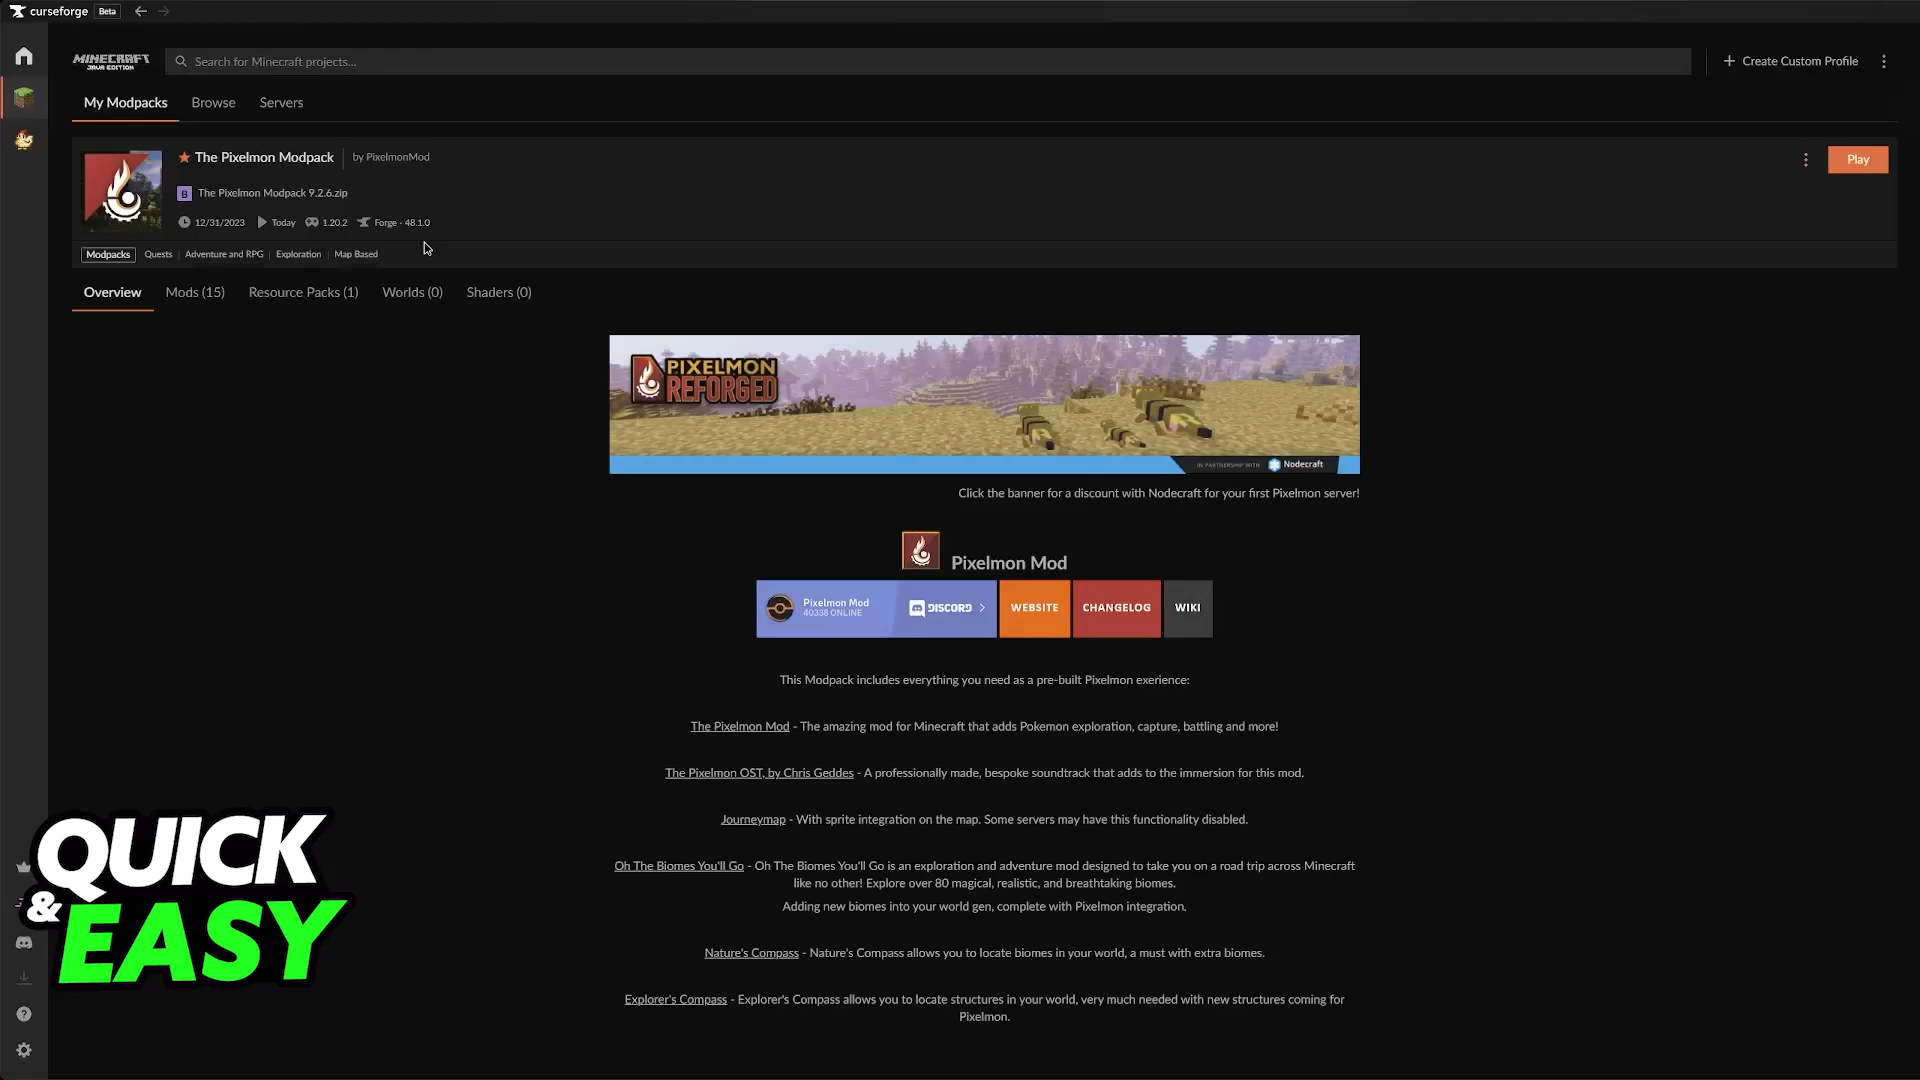 curseforge Beta
MINECRAFT
JAVA EDITION
Search for Minecraft projects...
Create Custom Profile
My Modpacks Browse Servers
The Pixelmon Modpack by PixelmonMod
Play
B The Pixelmon Modpack 9.2.6.zip
12/31/2023 Today 1.20.2 Forge - 48.1.0
Modpacks Quests | Adventure and RPG | Exploration | Map Based
Overview Mods (15) Resource Packs (1) Worlds (0) Shaders (0)
PIXELMON
REFORGED
IN PARTNERSHIP WITH Nodecraft
Click the banner for a discount with Nodecraft for your first Pixelmon server!
Pixelmon Mod
Pixelmon Mod
40338 ONLINE
DISCORD
WEBSITE
CHANGELOG
WIKI
This Modpack includes everything you need as a pre-built Pixelmon exerience:
The Pixelmon Mod - The amazing mod for Minecraft that adds Pokemon exploration, capture, battling and more!
The Pixelmon OST, by Chris Geddes - A professionally made, bespoke soundtrack that adds to the immersion for this mod.
Journeymap - With sprite integration on the map. Some servers may have this functionality disabled.
Oh The Biomes You'll Go - Oh The Biomes You'll Go is an exploration and adventure mod designed to take you on a road trip across Minecraft
like no other! Explore over 80 magical, realistic, and breathtaking biomes.
Adding new biomes into your world gen, complete with Pixelmon integration.
Nature's Compass - Nature's Compass allows you to locate biomes in your world, a must with extra biomes.
Explorer's Compass - Explorer's Compass allows you to locate structures in your world, very much needed with new structures coming for
Pixelmon.
QUICK
& EASY